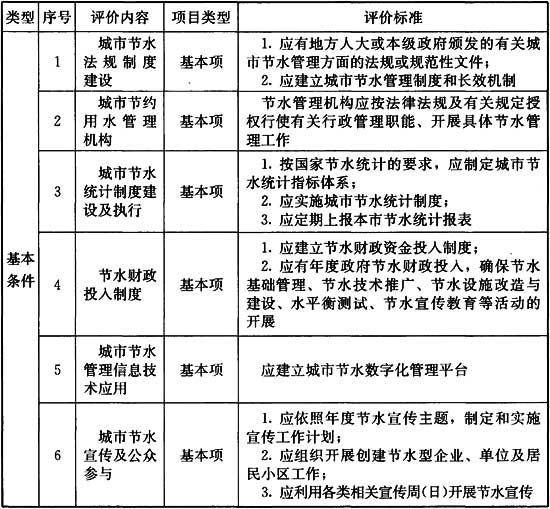 类型 序号 评价内容 项目类型 评价标准
基本
条件
1
城市节水
法规制度
建设
基本项
1. 应有地方人大或本级政府颁发的有关城
市节水管理方面的法规或规范性文件；
2. 应建立城市节水管理制度和长效机制
2
城市节约
用水管理
机构
基本项
节水管理机构应按法律法规及有关规定授
权行使有关行政管理职能、开展具体节水管
理工作
3
城市节水
统计制度建
设及执行
基本项
1. 按国家节水统计的要求，应制定城市节
水统计指标体系；
2. 应实施城市节水统计制度；
3. 应定期上报本市节水统计报表
4
节水财政
投入制度
基本项
1. 应建立节水财政资金投入制度；
2. 应有年度政府节水财政投入，确保节水
基础管理、节水技术推广、节水设施改造与
建设、水平衡测试、节水宣传教育等活动的
开展
5
城市节水
管理信息技
术应用
基本项
应建立城市节水数字化管理平台
6
城市节水
宣传及公众
参与
基本项
1. 应依照年度节水宣传主题，制定和实施
宣传工作计划；
2. 应组织开展创建节水型企业、单位及居
民小区工作；
3. 应利用各类相关宣传周(日)开展节水宣传